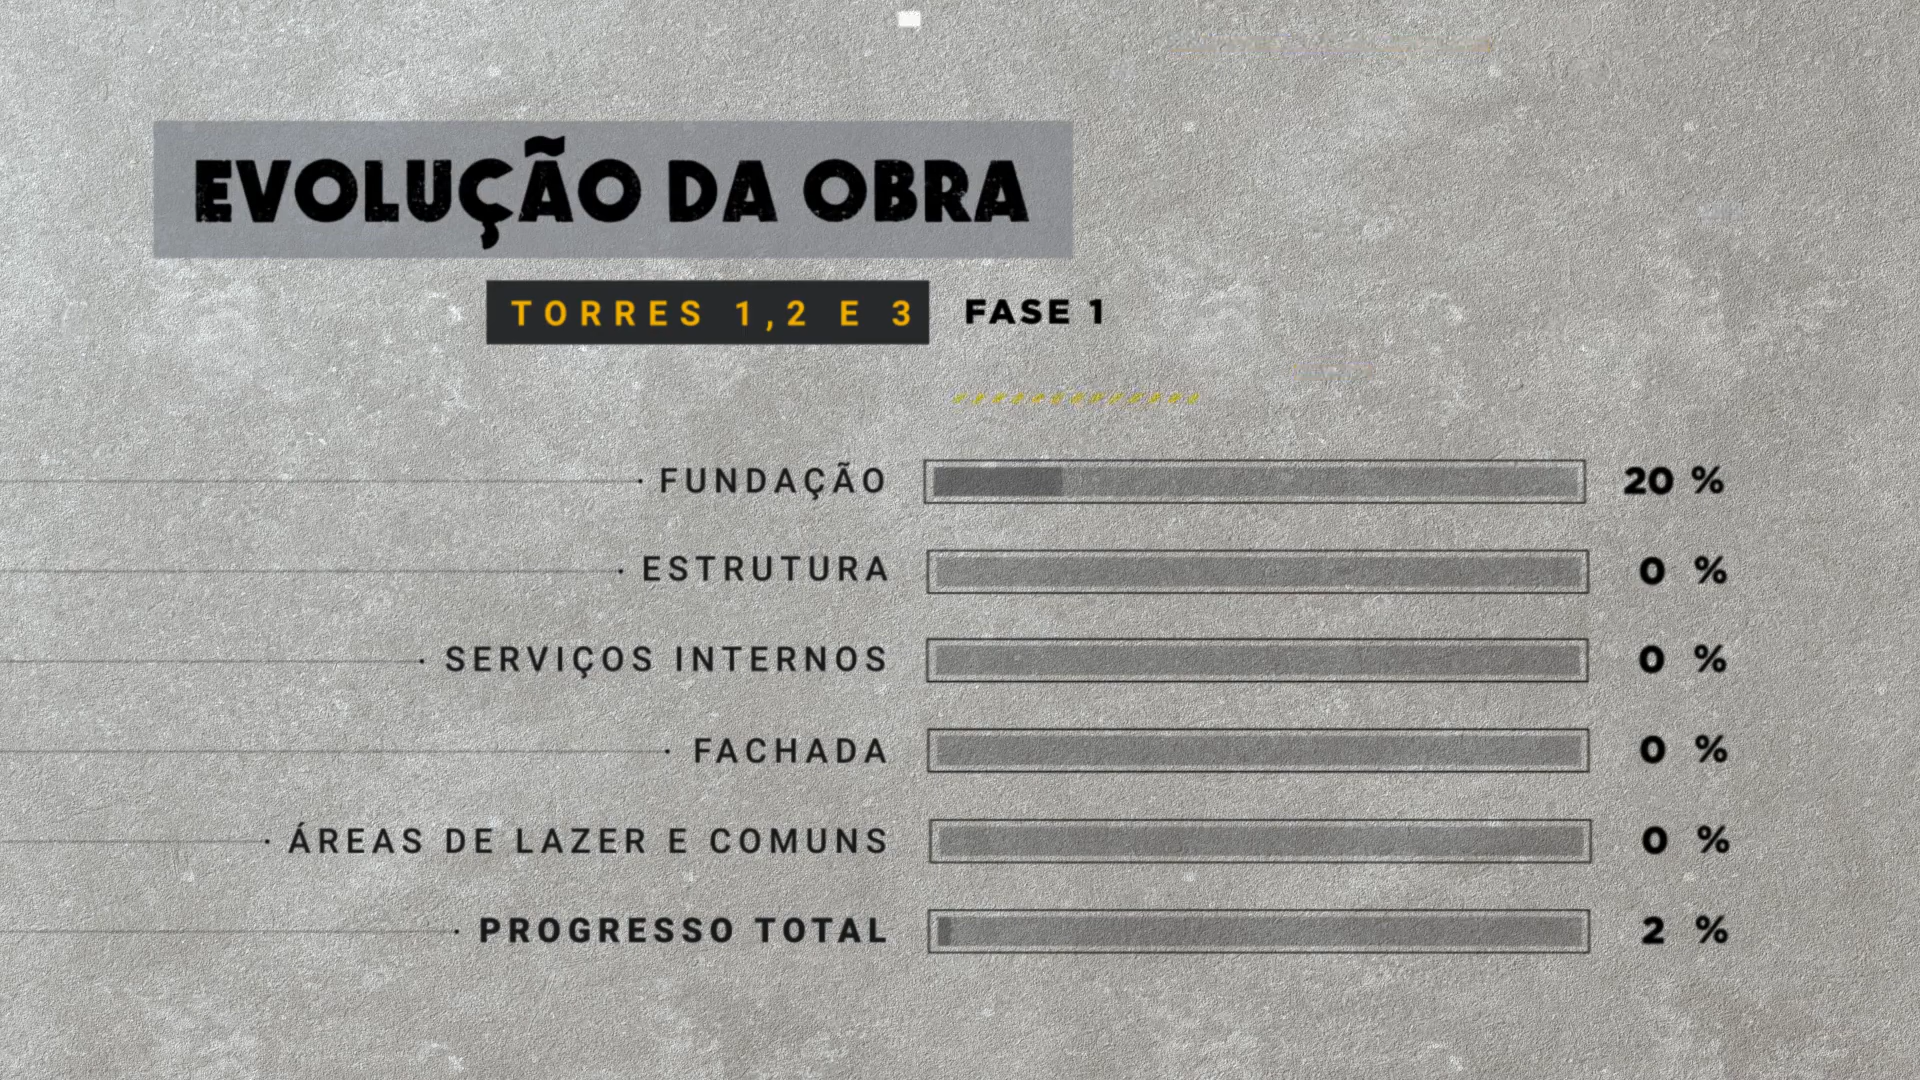 EVOLUÇÃO DA OBRA
TORRES 1,2 E 3 FASE 1
FUNDAÇÃO 20 %
ESTRUTURA 0 %
SERVIÇOS INTERNOS 0 %
FACHADA 0 %
ÁREAS DE LAZER E COMUNS 0 %
PROGRESSO TOTAL 2 %